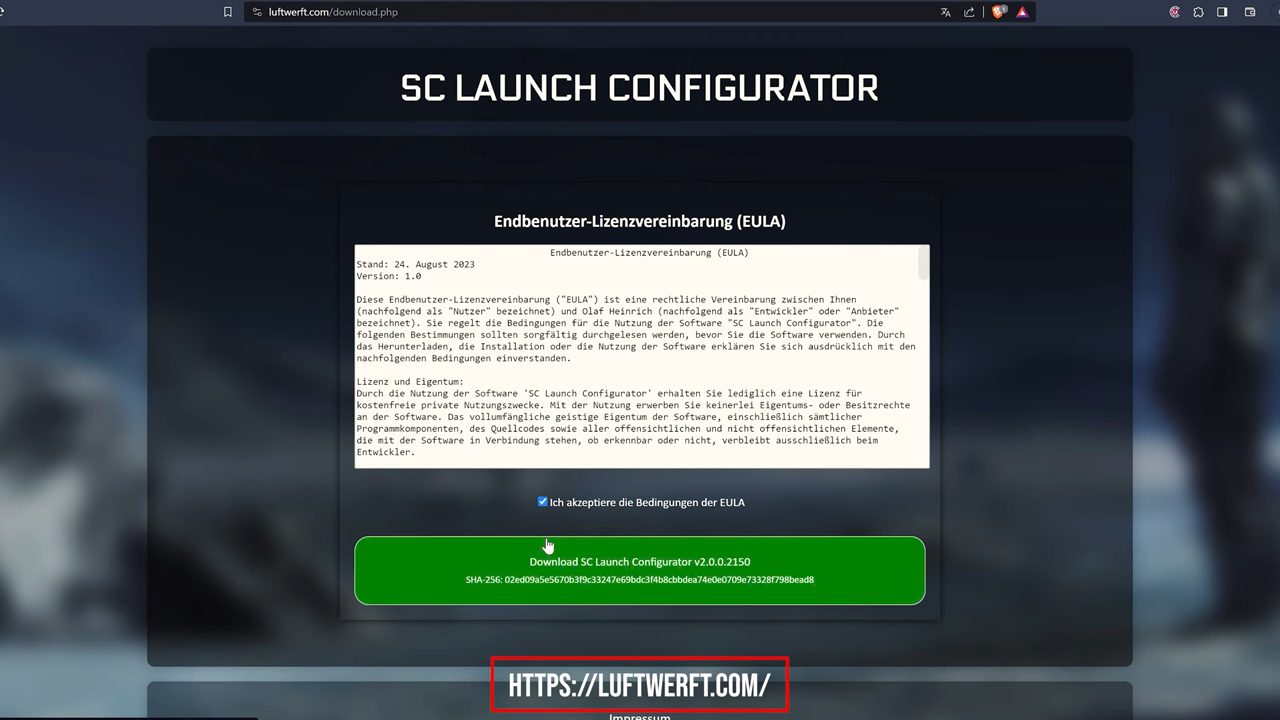 luftwerft.com/download.php
SC LAUNCH CONFIGURATOR
Endbenutzer-Lizenzvereinbarung (EULA)
Endbenutzer-Lizenzvereinbarung (EULA)
Stand: 24. August 2023
Version: 1.0
Diese Endbenutzer-Lizenzvereinbarung ("EULA") ist eine rechtliche Vereinbarung zwischen Ihnen
(nachfolgend als "Nutzer" bezeichnet) und Olaf Heinrich (nachfolgend als "Entwickler" oder "Anbieter"
bezeichnet). Sie regelt die Bedingungen für die Nutzung der Software "SC Launch Configurator". Die
folgenden Bestimmungen sollten sorgfältig durchgelesen werden, bevor Sie die Software verwenden. Durch
das Herunterladen, die Installation oder die Nutzung der Software erklären Sie sich ausdrücklich mit den
nachfolgenden Bedingungen einverstanden.
Lizenz und Eigentum:
Durch die Nutzung der Software 'SC Launch Configurator' erhalten Sie lediglich eine Lizenz für
kostenfreie private Nutzungszwecke. Mit der Nutzung erwerben Sie keinerlei Eigentums- oder Besitzrechte
an der Software. Das vollumfängliche geistige Eigentum der Software, einschließlich sämtlicher
Programmkomponenten, des Quellcodes sowie aller offensichtlichen und nicht offensichtlichen Elemente,
die mit der Software in Verbindung stehen, ob erkennbar oder nicht, verbleibt ausschließlich beim
Entwickler.
Ich akzeptiere die Bedingungen der EULA
Download SC Launch Configurator v2.0.0.2150
SHA-256: 02ed09a5e5670b3f9c33247e69bdc3f4b8cbbdea74e0e0709e73328f798bead8
HTTPS://LUFTWERFT.COM/
Impressum